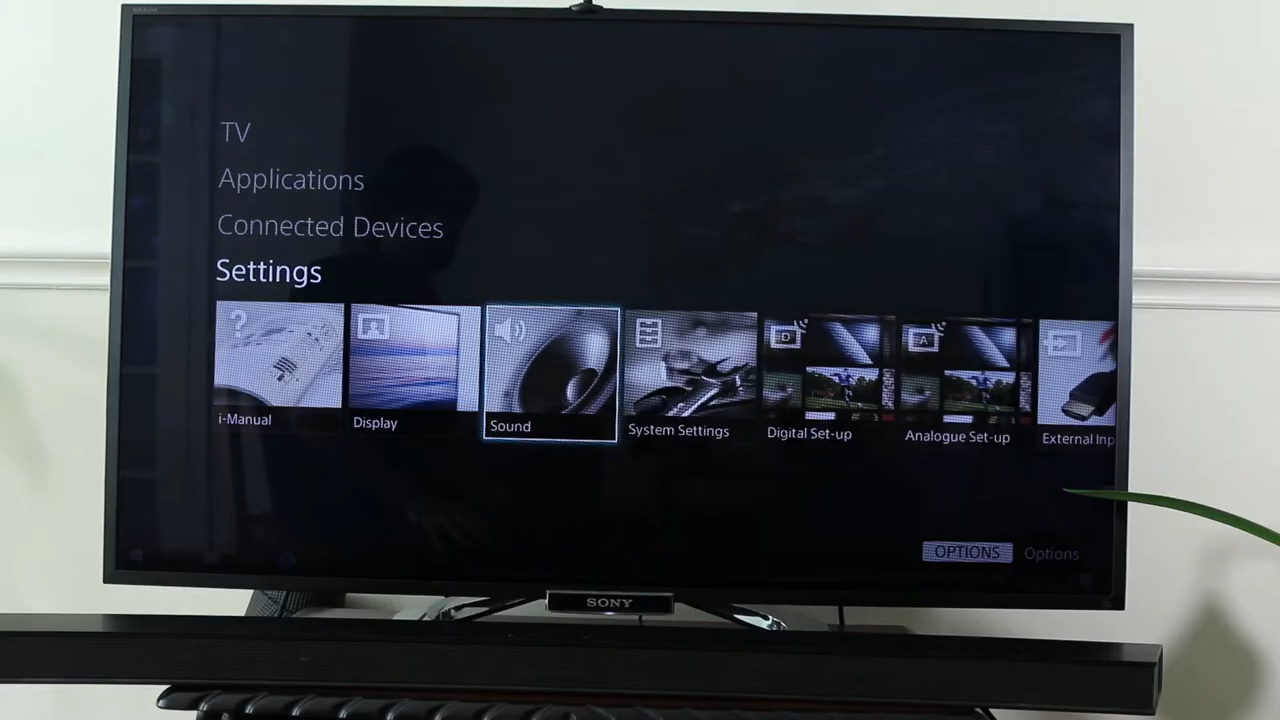 BRAVIA
TV
Applications
Connected Devices
Settings
?
D
A
i-Manual
Display
Sound
System Settings
Digital Set-up
Analogue Set-up
External Inp
OPTIONS Options
SONY